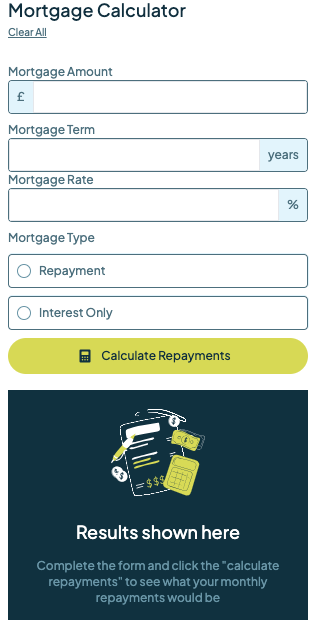 Mortgage Calculator
Clear All
Mortgage Amount
£
Mortgage Term
years
Mortgage Rate
%
Mortgage Type
Repayment
Interest Only
Calculate Repayments
$
$
$$$
$
Results shown here
Complete the form and click the "calculate
repayments" to see what your monthly
repayments would be